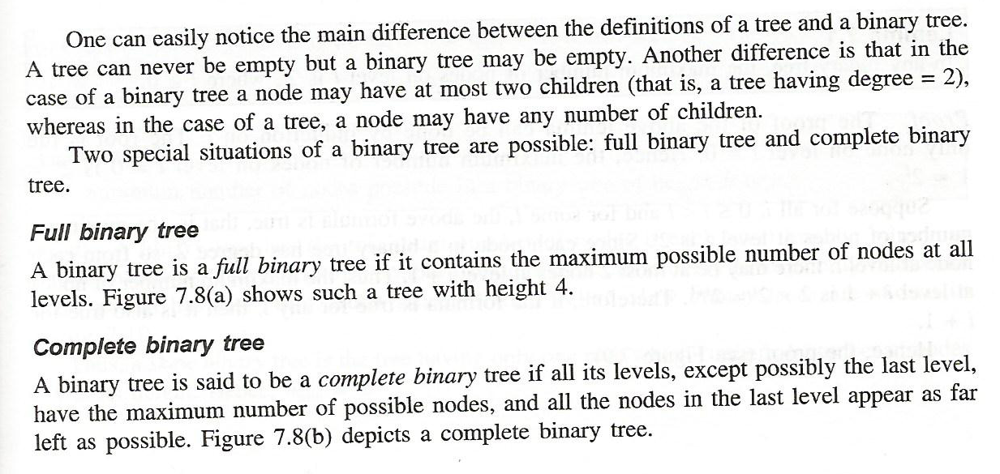 One can easily notice the main difference between the definitions of a tree and a binary tree.
A tree can never be empty but a binary tree may be empty. Another difference is that in the
case of a binary tree a node may have at most two children (that is, a tree having degree = 2),
whereas in the case of a tree, a node may have any number of children.
Two special situations of a binary tree are possible: full binary tree and complete binary
tree.
Full binary tree
A binary tree is a full binary tree if it contains the maximum possible number of nodes at all
levels. Figure 7.8(a) shows such a tree with height 4.
Complete binary tree
A binary tree is said to be a complete binary tree if all its levels, except possibly the last level,
have the maximum number of possible nodes, and all the nodes in the last level appear as far
left as possible. Figure 7.8(b) depicts a complete binary tree.